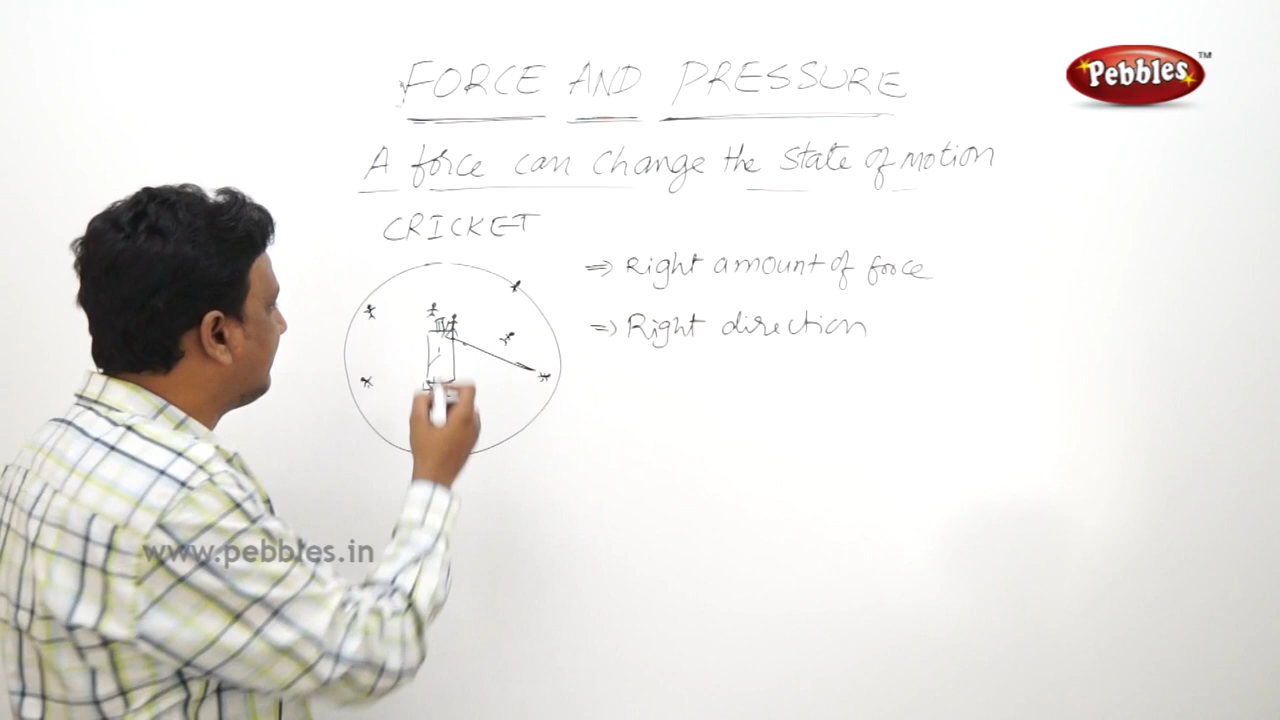 FORCE AND PRESSURE
Pebbles TM
A force can change the state of motion
CRICKET
⇒ Right amount of force
⇒ Right direction
www.pebbles.in